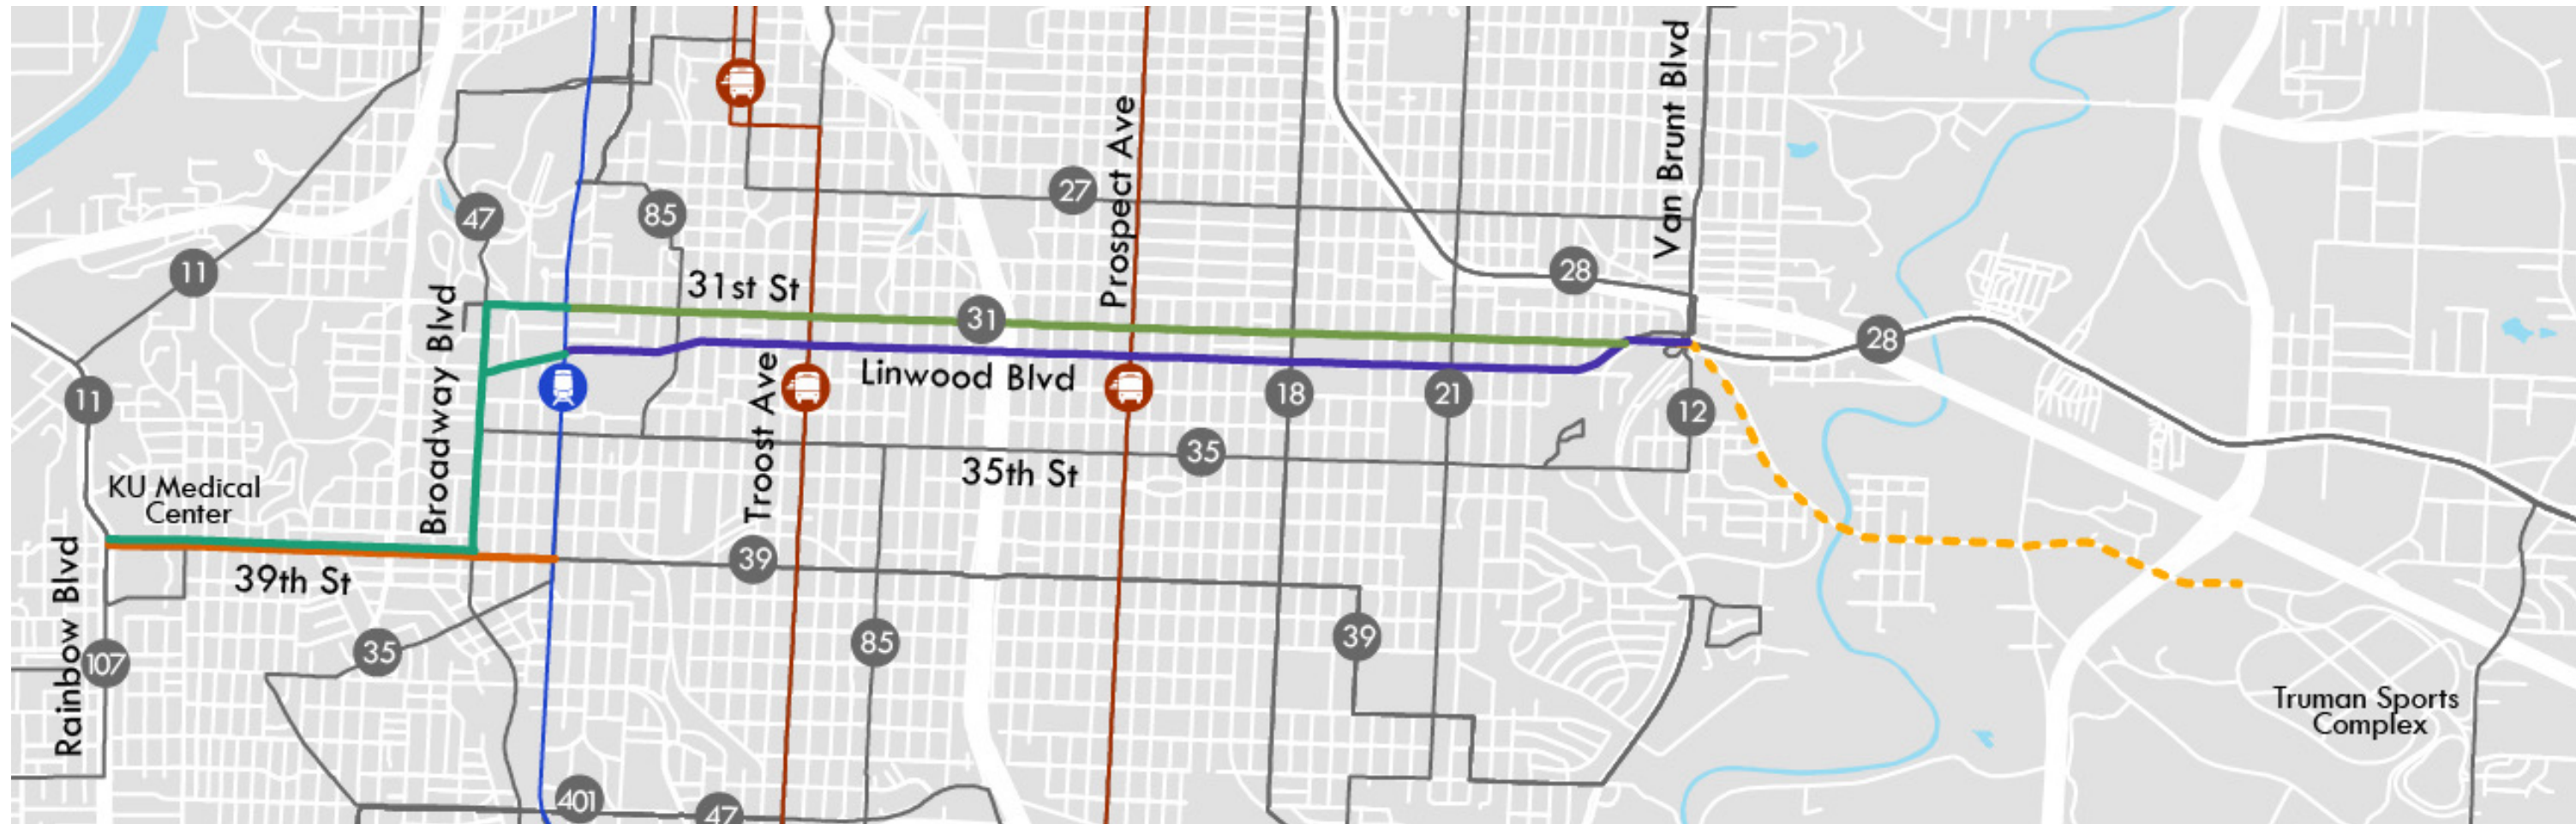 Van Brunt Blvd
Prospect Ave
27
47
85
11
28
31st St
31
28
Broadway Blvd
Linwood Blvd
Troost Ave
11
18
21
12
35
35th St
KU Medical
Center
39
39th St
Rainbow Blvd
107
35
85
39
Truman Sports
Complex
401
47